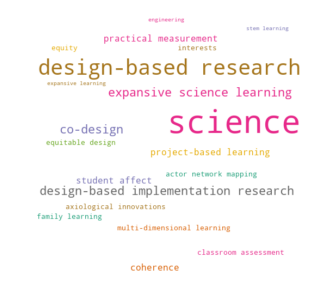 engineering
stem learning
practical measurement
equity
interests
design-based research
expansive learning
expansive science learning
science
co-design
equitable design
project-based learning
actor network mapping
student affect
design-based implementation research
axiological innovations
family learning
multi-dimensional learning
classroom assessment
coherence